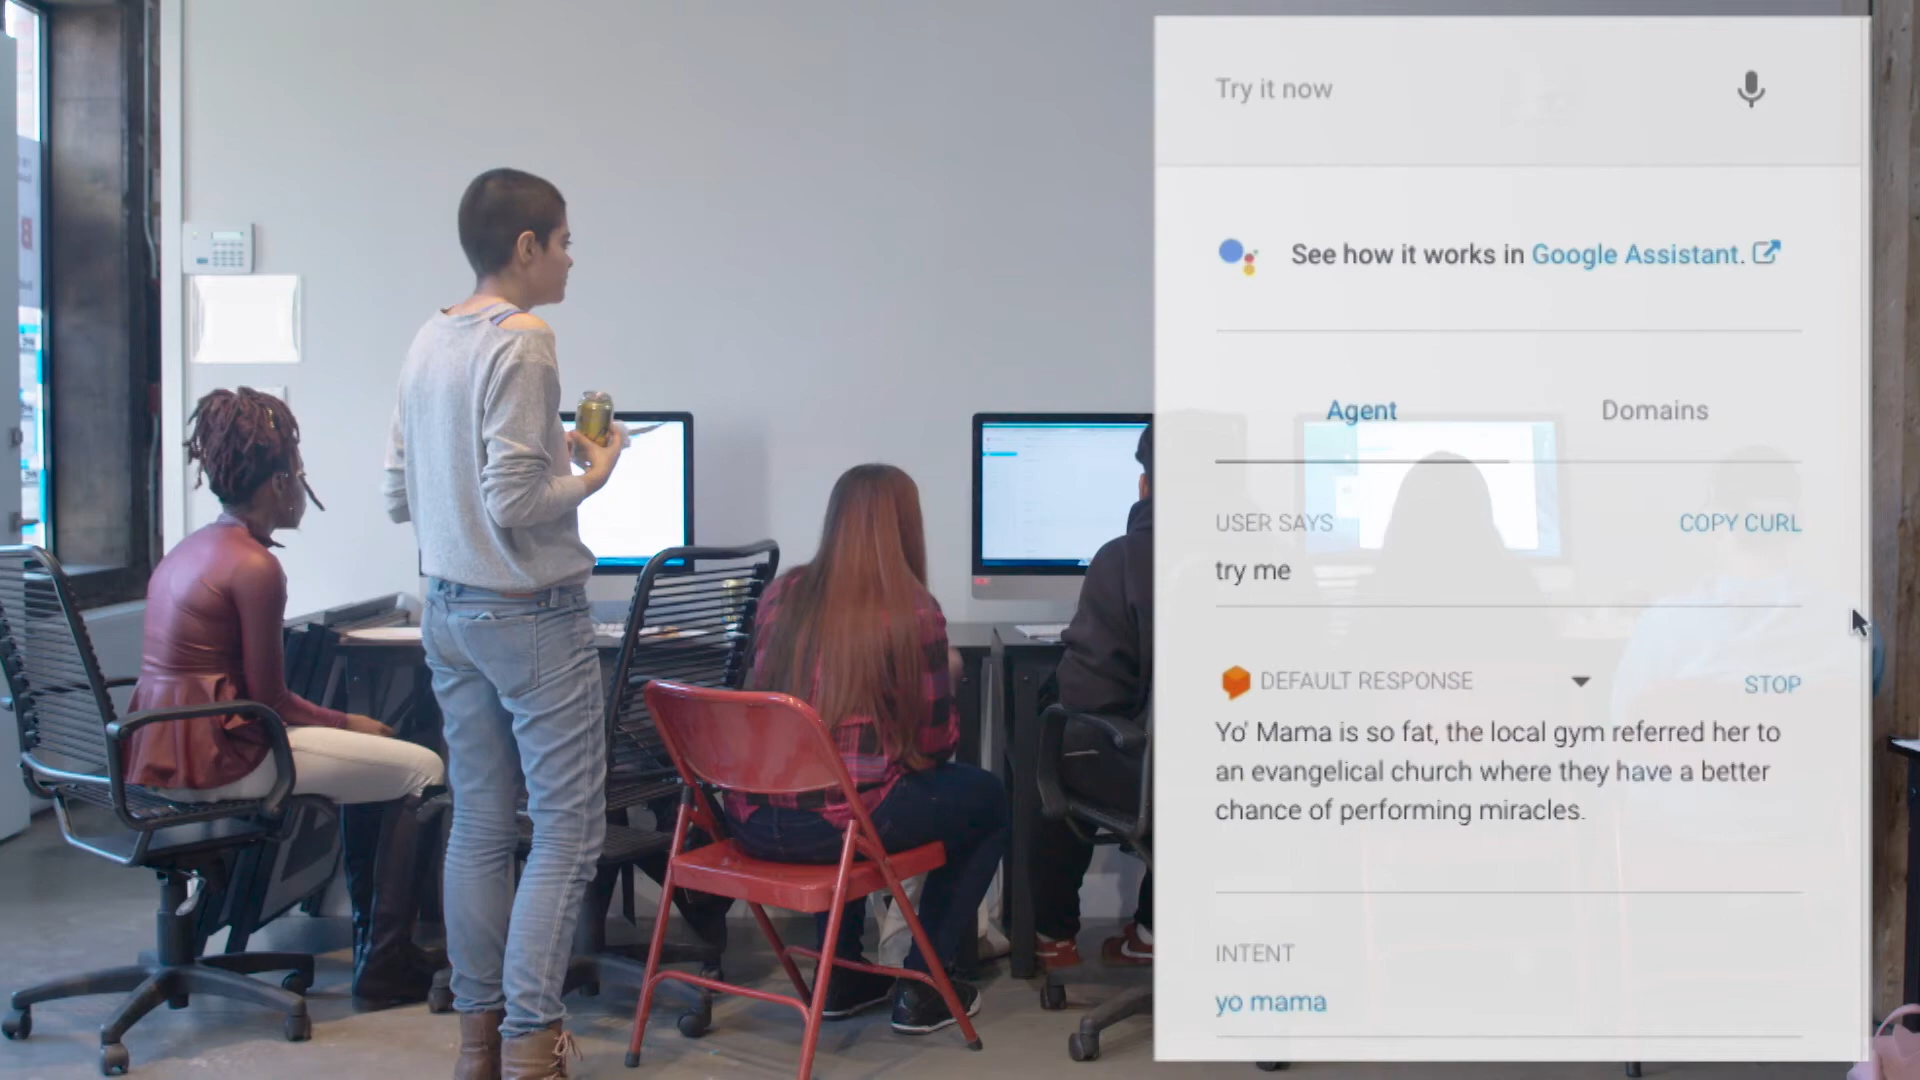 Try it now
See how it works in Google Assistant.
Agent
Domains
USER SAYS
COPY CURL
try me
DEFAULT RESPONSE
STOP
Yo' Mama is so fat, the local gym referred her to
an evangelical church where they have a better
chance of performing miracles.
INTENT
yo mama